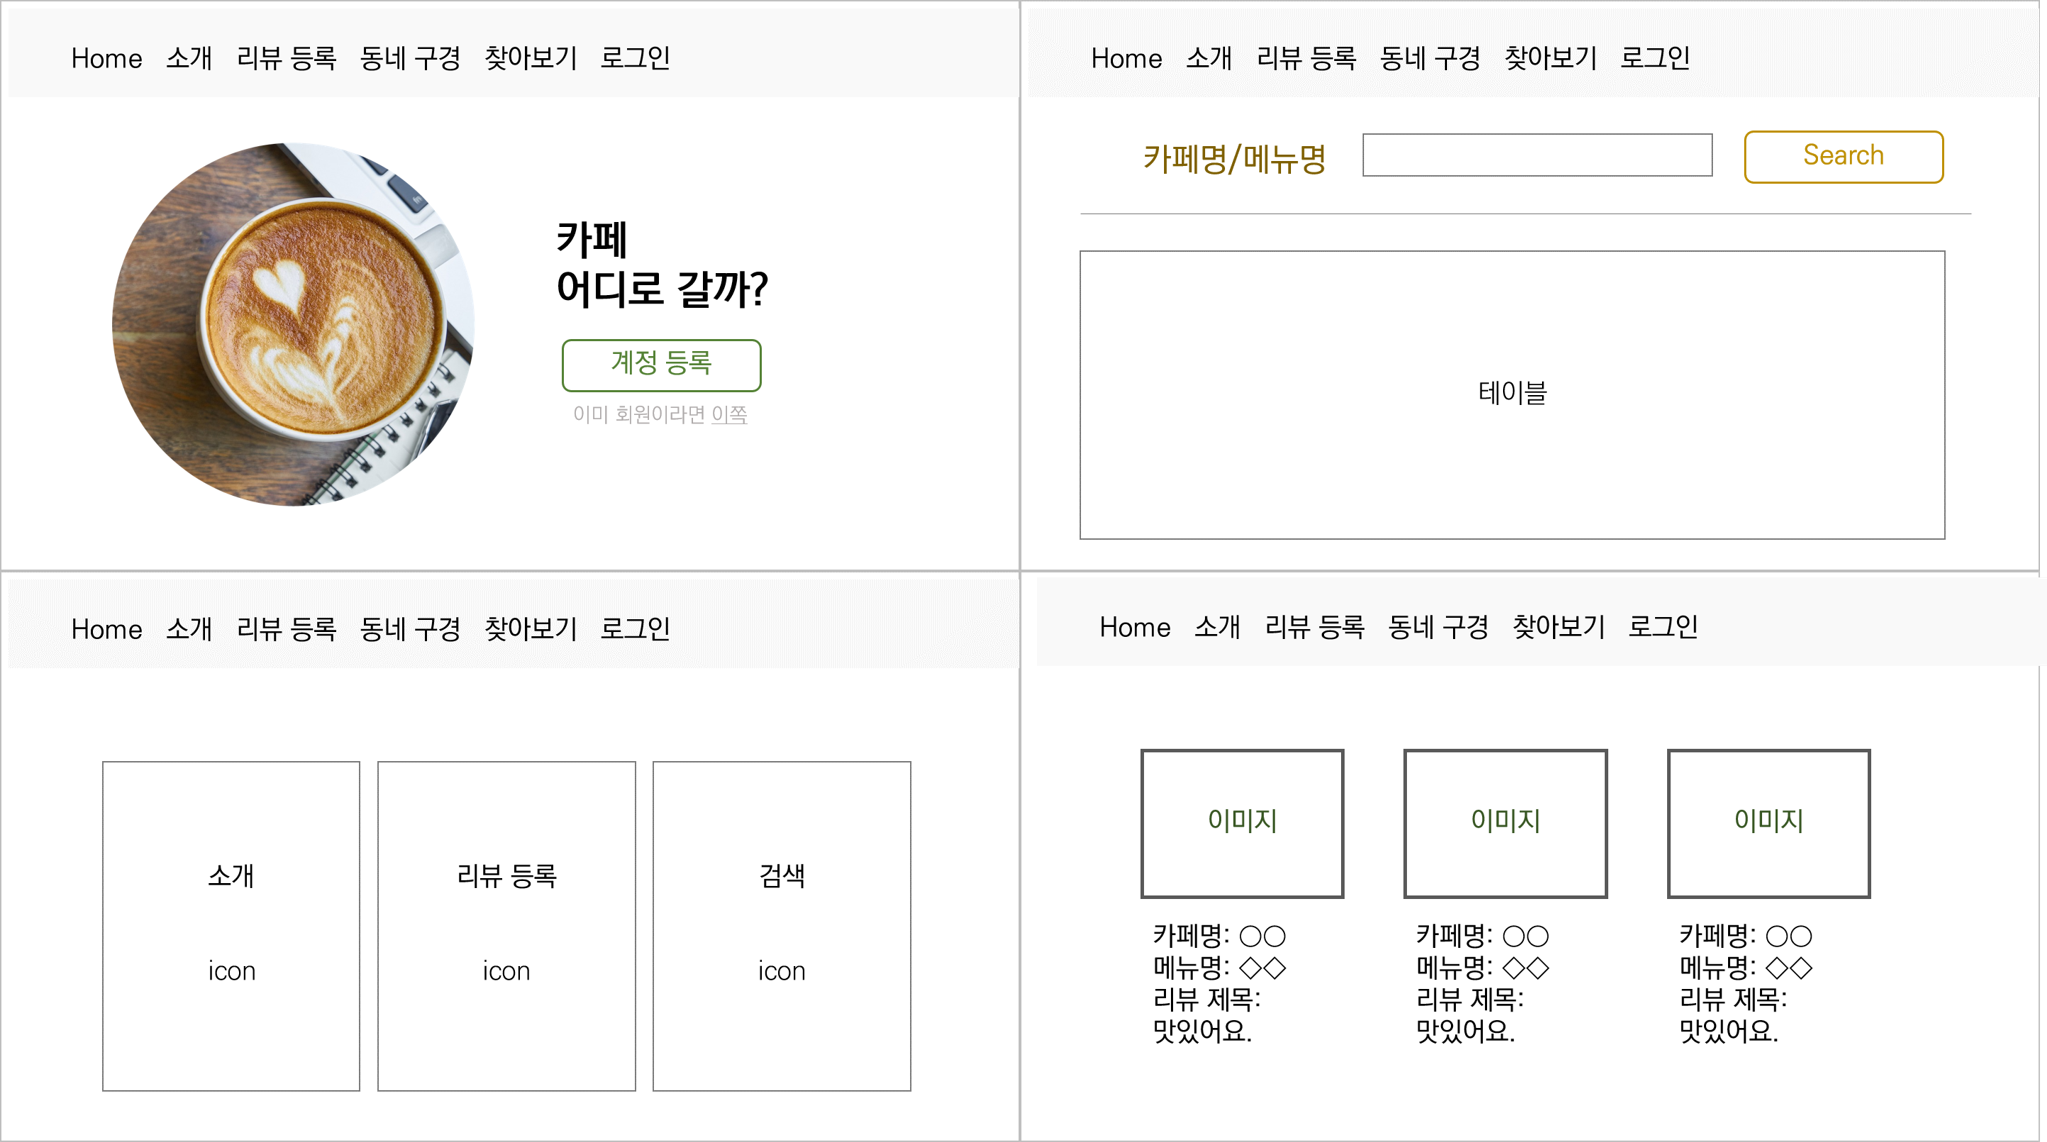 Home 소개 리뷰 등록 동네 구경 찾아보기 로그인
카페
어디로 갈까?
계정 등록
이미 회원이라면 이쪽
Home 소개 리뷰 등록 동네 구경 찾아보기 로그인
카페명/메뉴명
Search
테이블
Home 소개 리뷰 등록 동네 구경 찾아보기 로그인
소개
icon
리뷰 등록
icon
검색
icon
Home 소개 리뷰 등록 동네 구경 찾아보기 로그인
이미지
카페명: ○○
메뉴명: ◇◇
리뷰 제목:
맛있어요.
이미지
카페명: ○○
메뉴명: ◇◇
리뷰 제목:
맛있어요.
이미지
카페명: ○○
메뉴명: ◇◇
리뷰 제목:
맛있어요.